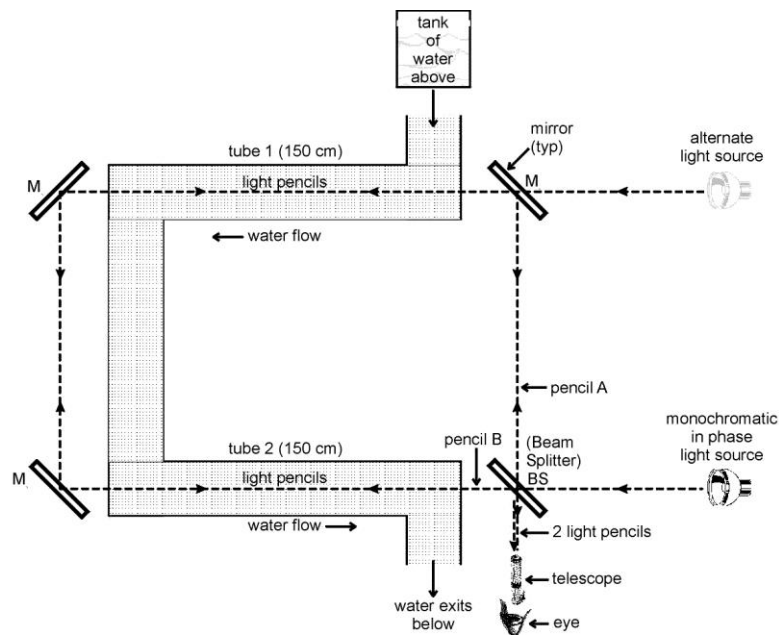 tank
of
water
above
tube 1 (150 cm)
mirror
(typ)
alternate
light source
M
light pencils
M
water flow
pencil A
monochromatic
in phase
light source
tube 2 (150 cm)
pencil B
(Beam
Splitter)
BS
M
light pencils
water flow
2 light pencils
telescope
water exits
below
eye